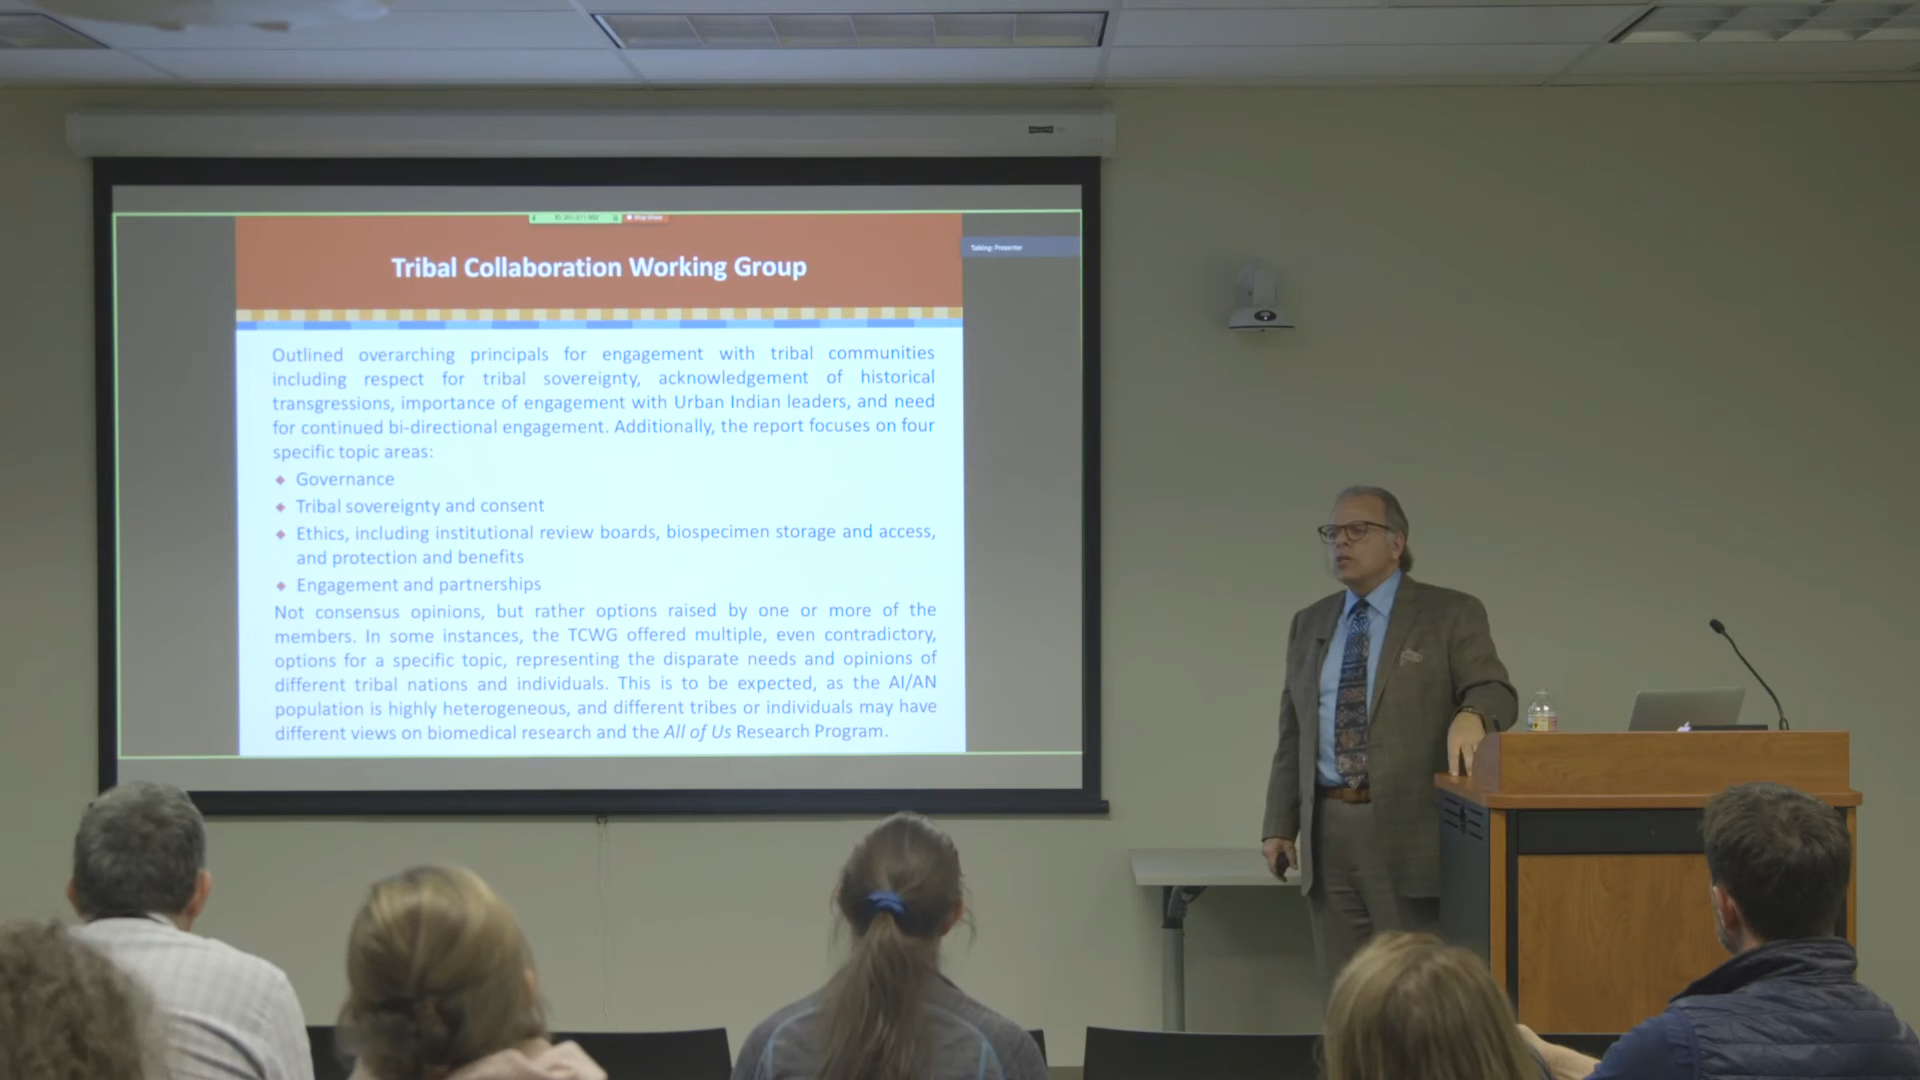 Tribal Collaboration Working Group
Talking: Presenter
Outlined overarching principals for engagement with tribal communities
including respect for tribal sovereignty, acknowledgement of historical
transgressions, importance of engagement with Urban Indian leaders, and need
for continued bi-directional engagement. Additionally, the report focuses on four
specific topic areas:
Governance
Tribal sovereignty and consent
Ethics, including institutional review boards, biospecimen storage and access,
and protection and benefits
Engagement and partnerships
Not consensus opinions, but rather options raised by one or more of the
members. In some instances, the TCWG offered multiple, even contradictory,
options for a specific topic, representing the disparate needs and opinions of
different tribal nations and individuals. This is to be expected, as the AI/AN
population is highly heterogeneous, and different tribes or individuals may have
different views on biomedical research and the All of Us Research Program.